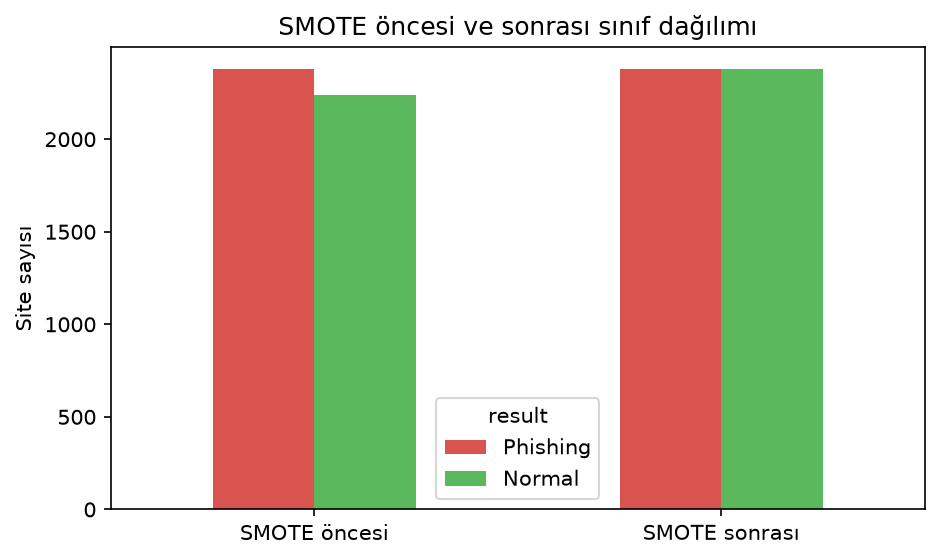 SMOTE öncesi ve sonrası sınıf dağılımı
Site sayısı
2000
1500
1000
500
0
result
Phishing
Normal
SMOTE öncesi
SMOTE sonrası